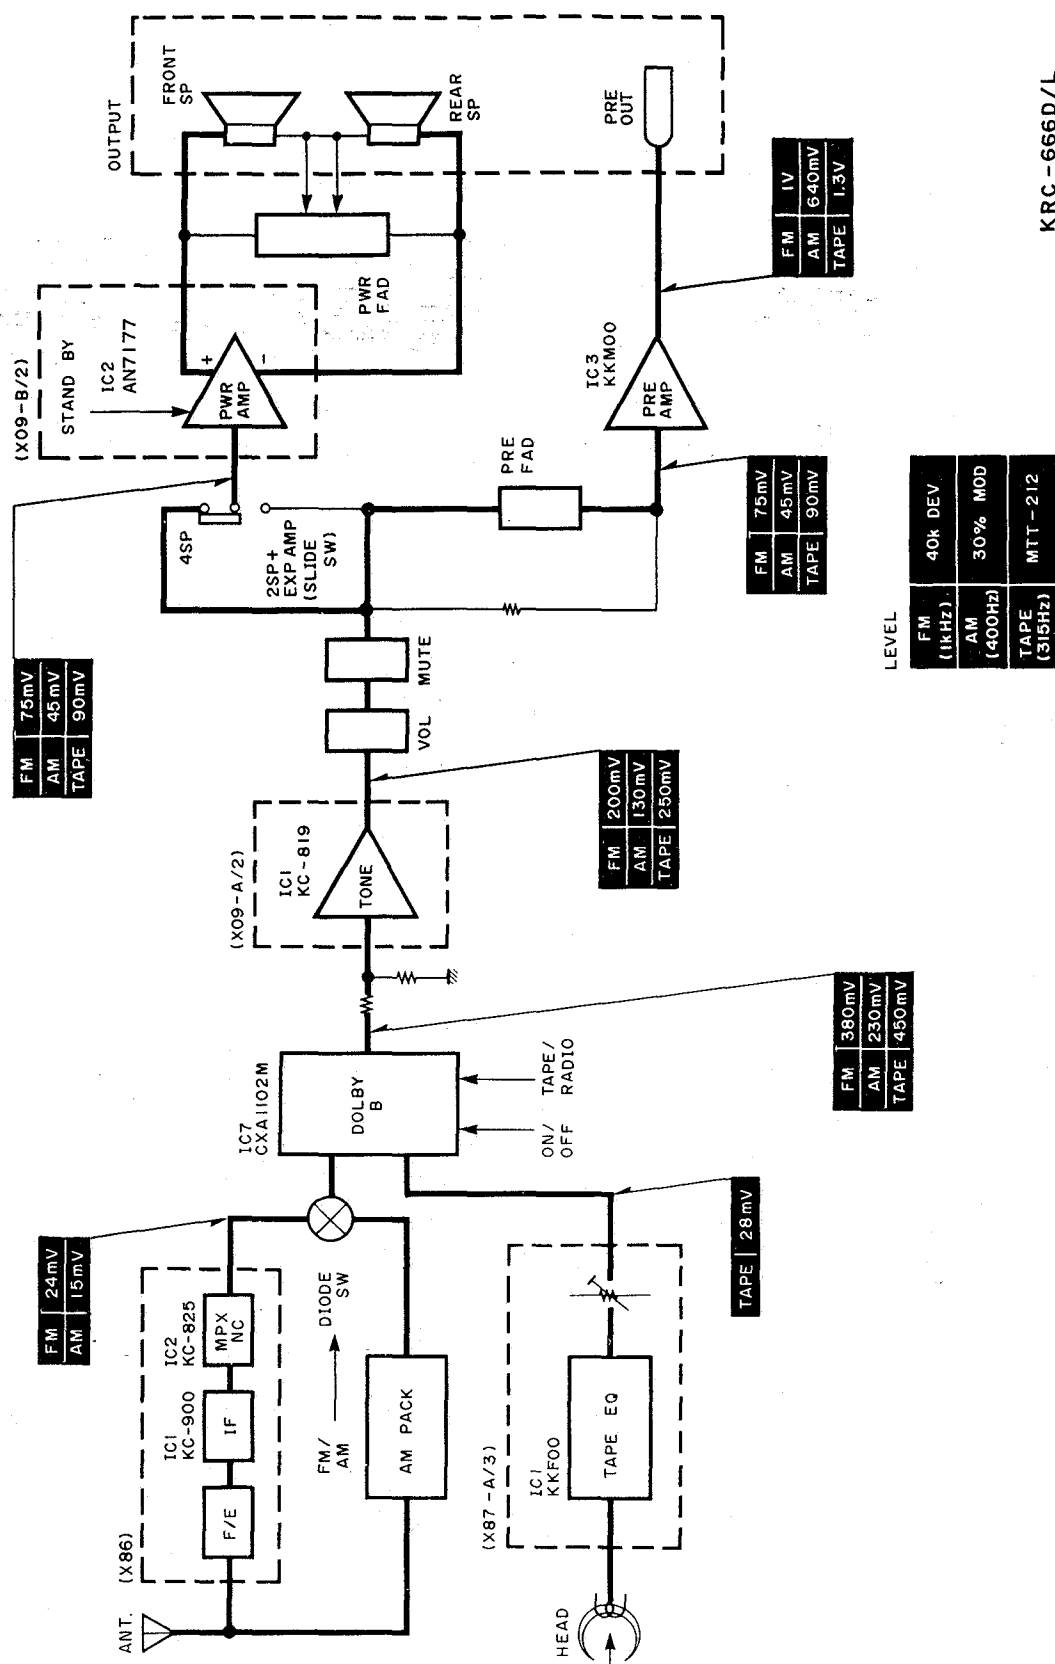 ANT.
(X86)
F/E
IC1
KC-900
IF
IC2
KC-825
MPX
NC
FM 24mV
AM 15mV
FM/
AM
DIODE
SW
AM PACK
HEAD
(X87-A/3)
IC1
KKF00
TAPE EQ
TAPE 28mV
IC7
CXA1102M
DOLBY
B
ON/
OFF
TAPE/
RADIO
FM 380mV
AM 230mV
TAPE 450mV
(X09-A/2)
IC1
KC-819
TONE
FM 200mV
AM 130mV
TAPE 250mV
VOL
MUTE
FM 75mV
AM 45mV
TAPE 90mV
4SP
2SP+
EXP AMP
(SLIDE
SW)
(X09-B/2)
STAND BY
IC2
AN7177
PWR
AMP
+
-
PWR
FAD
OUTPUT
FRONT
SP
REAR
SP
PRE
FAD
FM 75mV
AM 45mV
TAPE 90mV
IC3
KKM00
PRE
AMP
FM 1V
AM 640mV
TAPE 1.3V
PRE
OUT
LEVEL
FM
(1kHz) 40k DEV
AM
(400Hz) 30% MOD
TAPE
(315Hz) MTT-212
KRC-666D/L